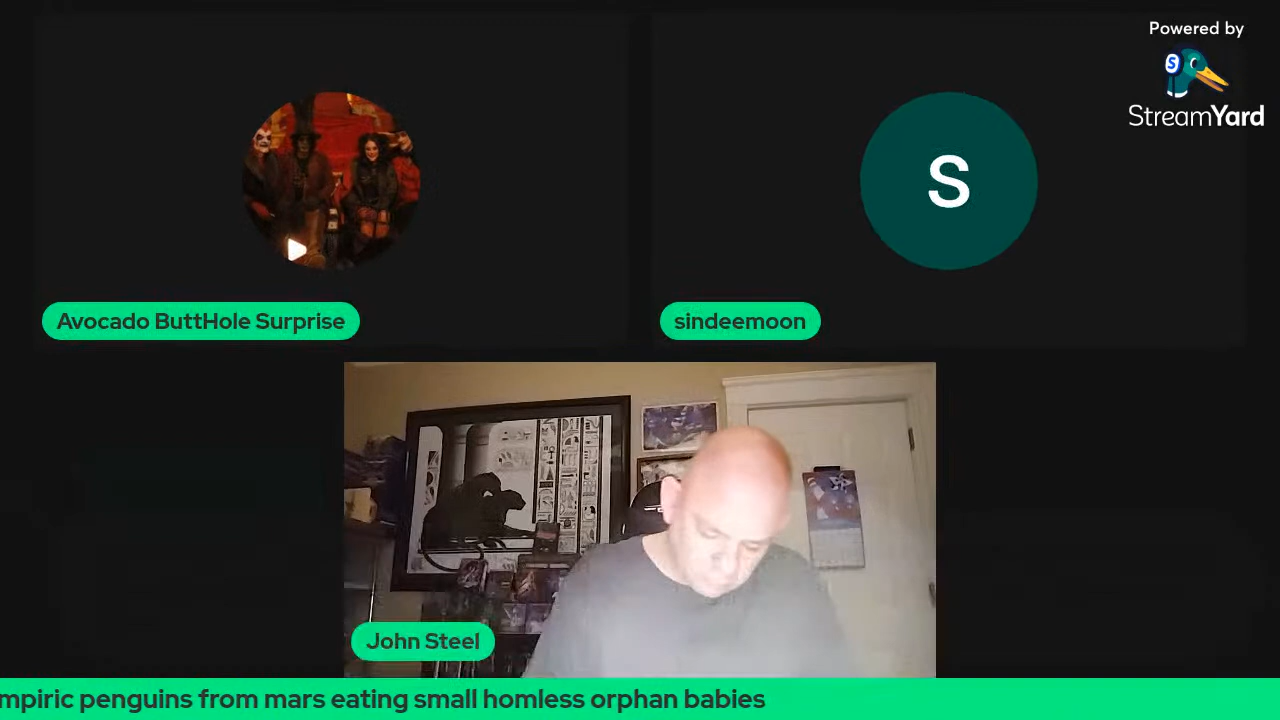 Powered by
StreamYard
S
S
Avocado ButtHole Surprise
sindeemoon
John Steel
mpiric penguins from mars eating small homless orphan babies